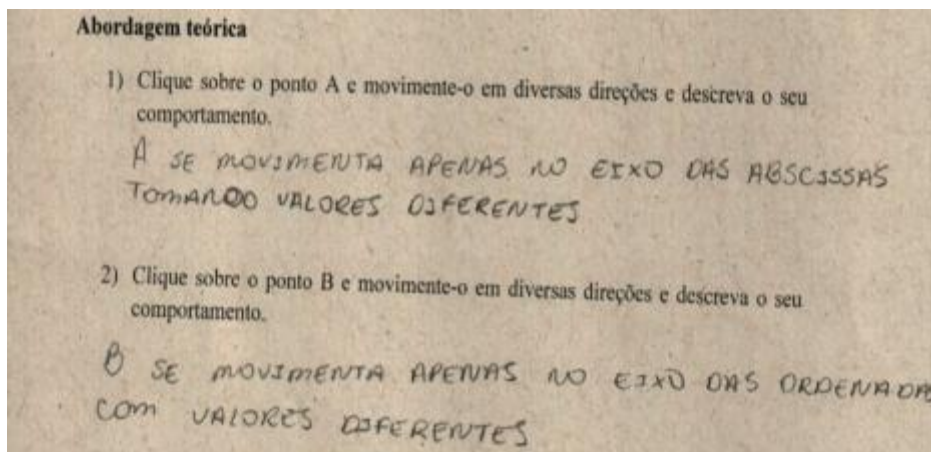 Abordagem teórica
1) Clique sobre o ponto A e movimente-o em diversas direções e descreva o seu
comportamento.
A SE MOVIMENTA APENAS NO EIXO DAS ABSCISSAS
TOMANDO VALORES DIFERENTES
2) Clique sobre o ponto B e movimente-o em diversas direções e descreva o seu
comportamento.
B SE MOVIMENTA APENAS NO EIXO DAS ORDENADA
COM VALORES DIFERENTES